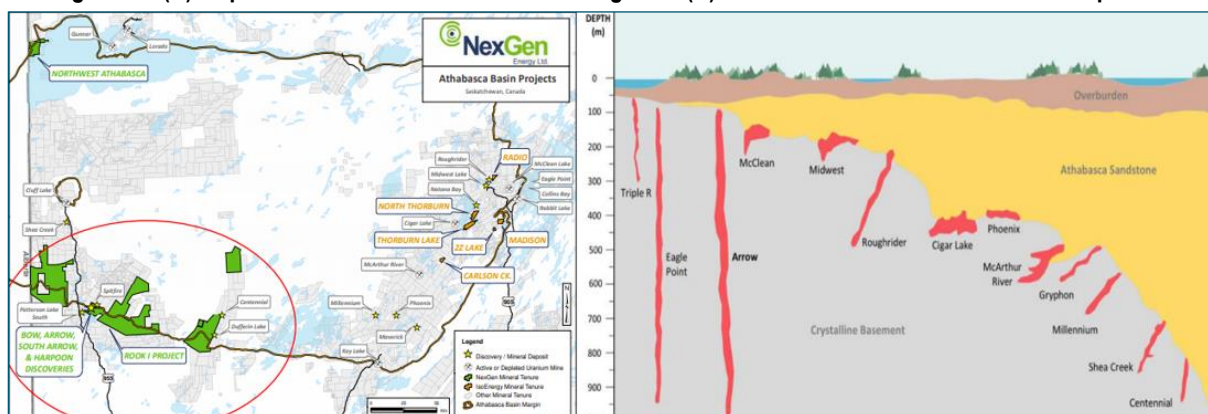 NexGen
Energy Ltd.
Athabasca Basin Projects
Saskatchewan, Canada
Gunnar
Lorado
NORTHWEST ATHABASCA
Cluff Lake
Shea Creek
Spitfire
Patterson Lake
South
BOW, ARROW,
SOUTH ARROW,
& HARPOON
DISCOVERIES
ROOK I PROJECT
Centennial
Dufferin Lake
Roughrider
Midwest Lake
RADIO
McClean Lake
Eagle Point
Collins Bay
Rabbit Lake
NORTH THORBURN
Cigar Lake
THORBURN LAKE
2Z LAKE
MADISON
CARLSON CK.
McArthur River
Millennium
Phoenix
Maverick
Key Lake
905
955
N
Legend
Discovery / Mineral Deposit
Active or Depleted Uranium Mine
NexGen Mineral Tenure
IsoEnergy Mineral Tenure
Other Mineral Tenure
Athabasca Basin Margin
DEPTH
(m)
0
100
200
300
400
500
600
700
800
900
Overburden
Athabasca Sandstone
Crystalline Basement
Triple R
Eagle
Point
Arrow
McClean
Midwest
Roughrider
Cigar Lake
Phoenix
McArthur
River
Gryphon
Millennium
Shea Creek
Centennial